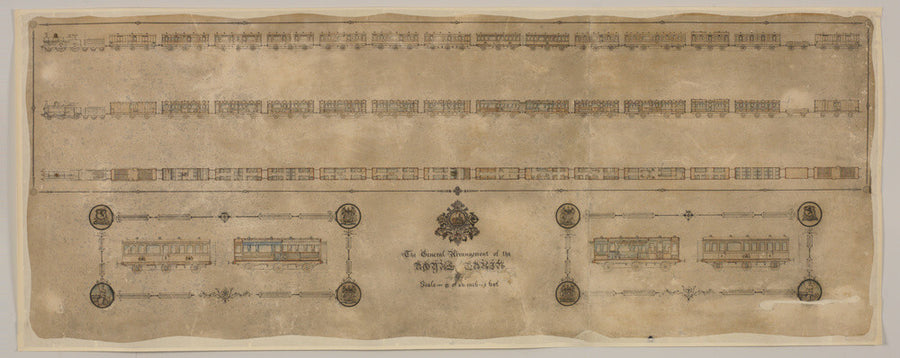 The General Arrangement of the
ROYAL TRAIN
Scale